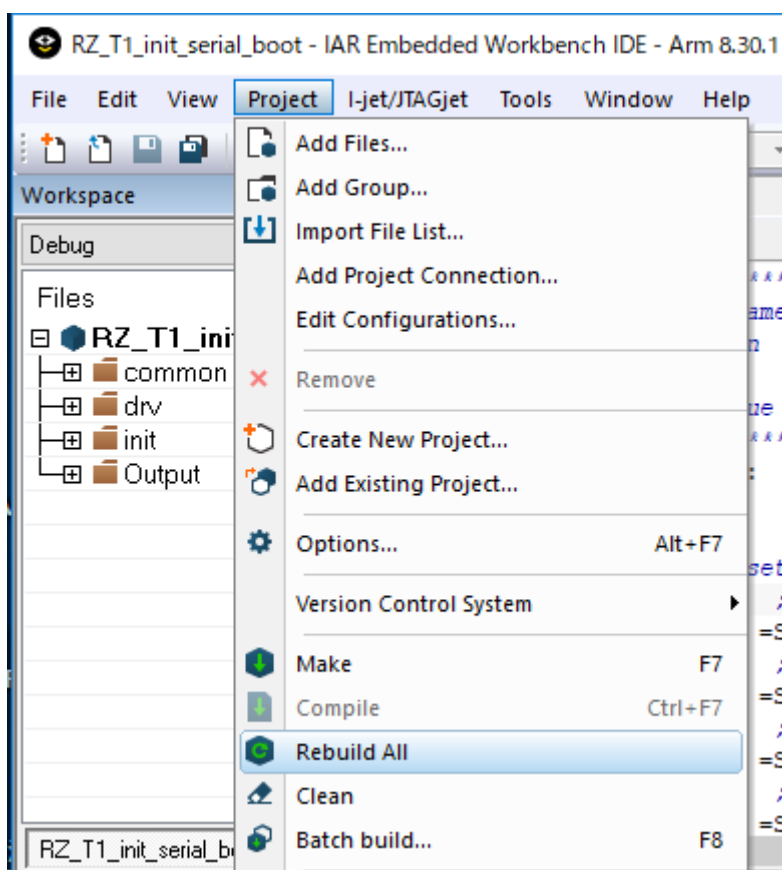 RZ_T1_init_serial_boot - IAR Embedded Workbench IDE - Arm 8.30.1
File Edit View Project I-jet/JTAGjet Tools Window Help
Workspace
Debug
Files
RZ_T1_ini
common
drv
init
Output
RZ_T1_init_serial_b
Add Files...
Add Group...
Import File List...
Add Project Connection...
Edit Configurations...
Remove
Create New Project...
Add Existing Project...
Options... Alt+F7
Version Control System
Make F7
Compile Ctrl+F7
Rebuild All
Clean
Batch build... F8